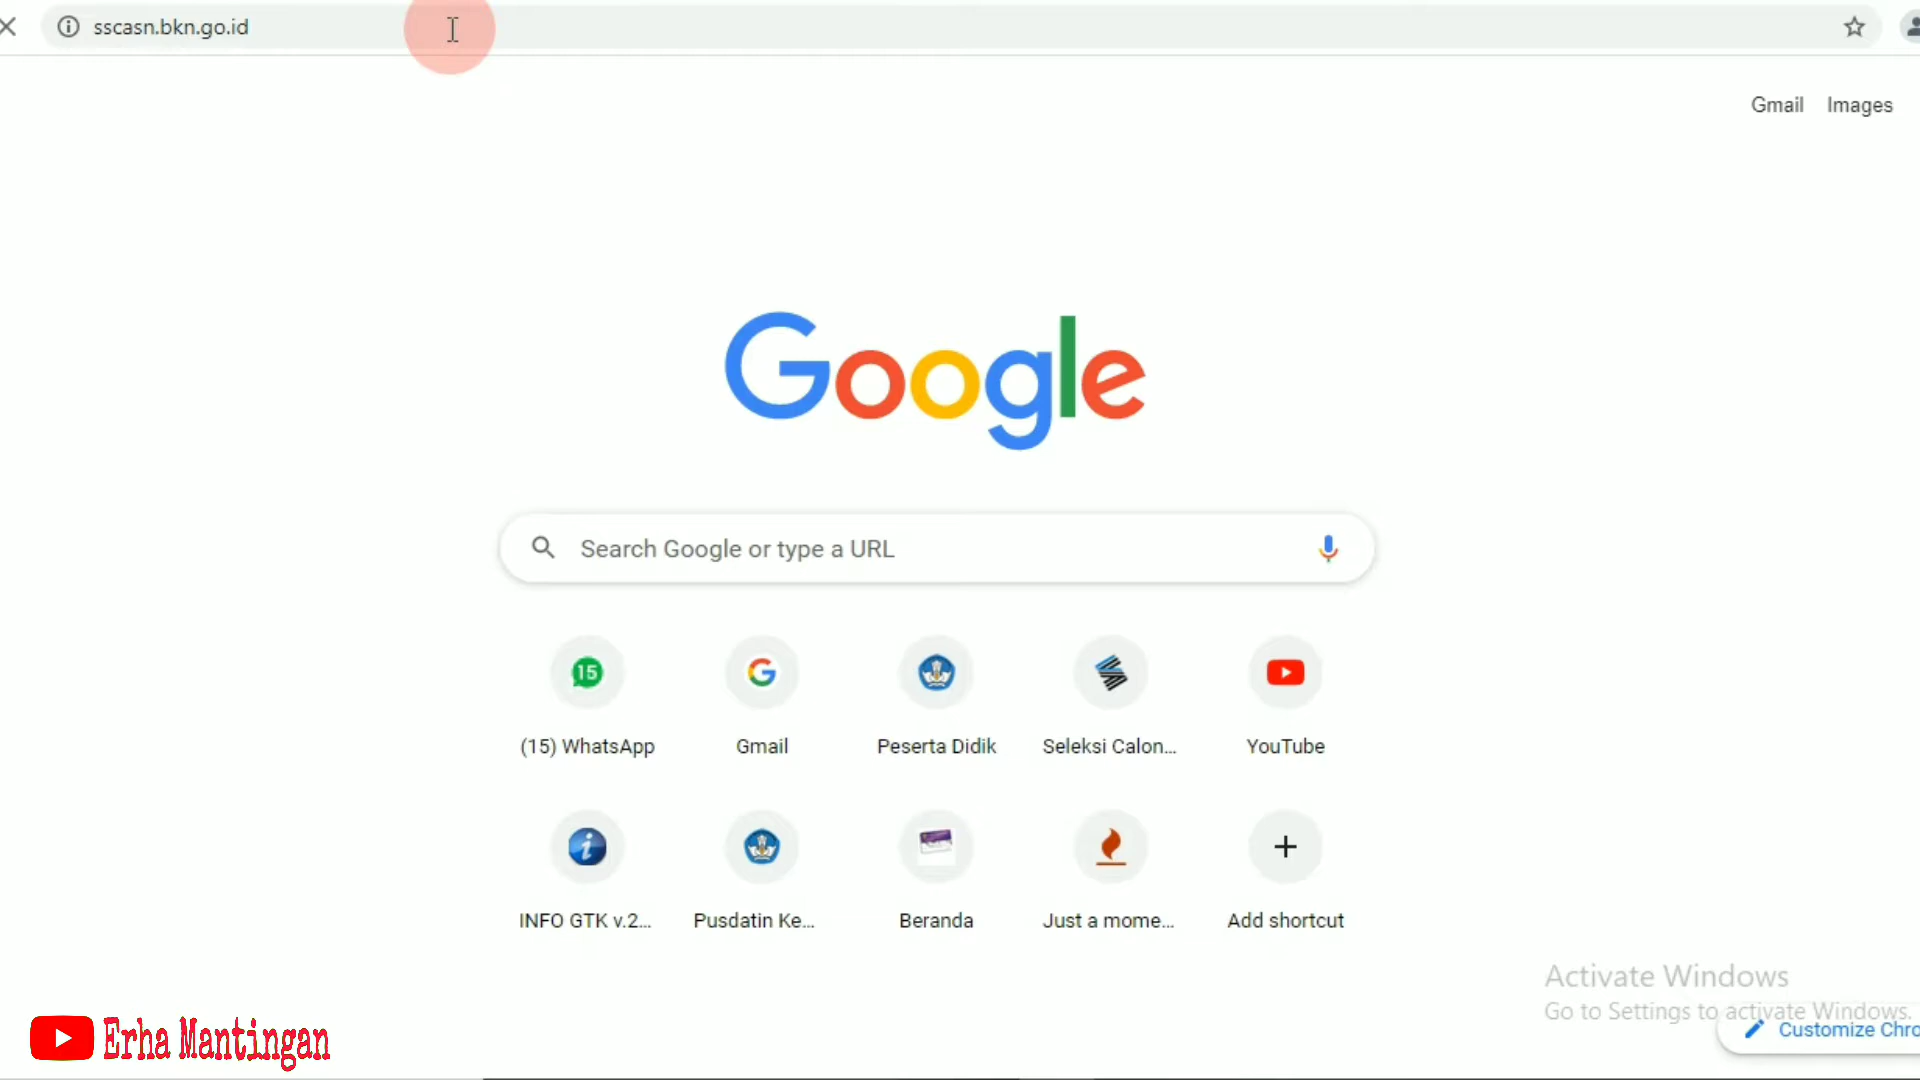 sscasn.bkn.go.id
Gmail Images
Google
Search Google or type a URL
15
(15) WhatsApp
Gmail
Peserta Didik
Seleksi Calon...
YouTube
INFO GTK v.2...
Pusdatin Ke...
Beranda
Just a mome...
Add shortcut
Activate Windows
Go to Settings to activate Windows.
Customize Chro
Erha Mantingan